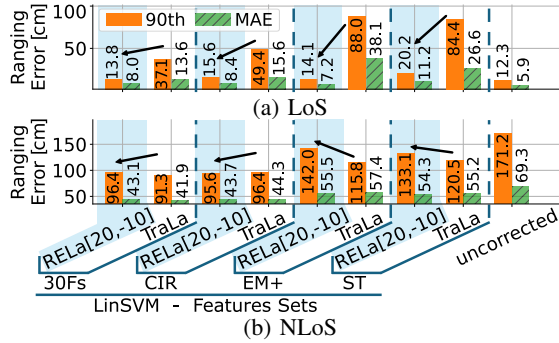 Ranging
Error [cm]
100
50
90th
MAE
13.8
8.0
37.1
13.6
15.6
8.4
49.4
15.6
14.1
7.2
88.0
38.1
20.2
11.2
84.4
26.6
12.3
5.9
(a) LoS
Ranging
Error [cm]
150
100
50
96.4
43.1
91.3
41.9
95.6
43.7
96.4
44.3
142.0
55.5
115.8
57.4
133.1
54.3
120.5
55.2
171.2
69.3
RELa[20,-10]
TraLa
RELa[20,-10]
TraLa
RELa[20,-10]
TraLa
RELa[20,-10]
TraLa
uncorrected
30Fs
CIR
EM+
ST
LinSVM - Features Sets
(b) NLoS